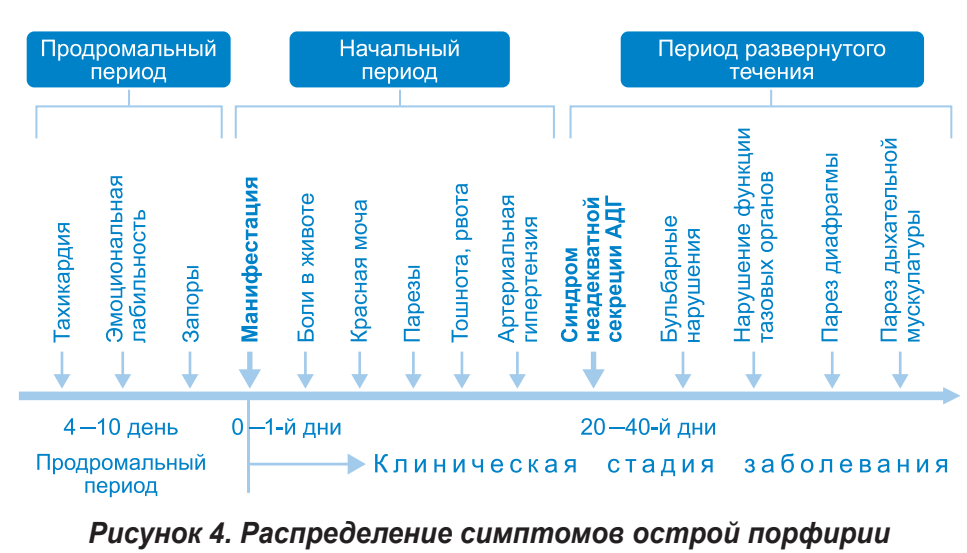 Продромальный
период
Начальный
период
Период развернутого
течения
Тахикардия
Эмоциональная
лабильность
Запоры
Манифестация
Боли в животе
Красная моча
Парезы
Тошнота, рвота
Артериальная
гипертензия
Синдром
неадекватной
секреции АДГ
Бульбарные
нарушения
Нарушение функции
тазовых органов
Парез диафрагмы
Парез дыхательной
мускулатуры
4—10 день
0—1-й дни
20—40-й дни
Продромальный
период
Клиническая стадия заболевания
Рисунок 4. Распределение симптомов острой порфирии